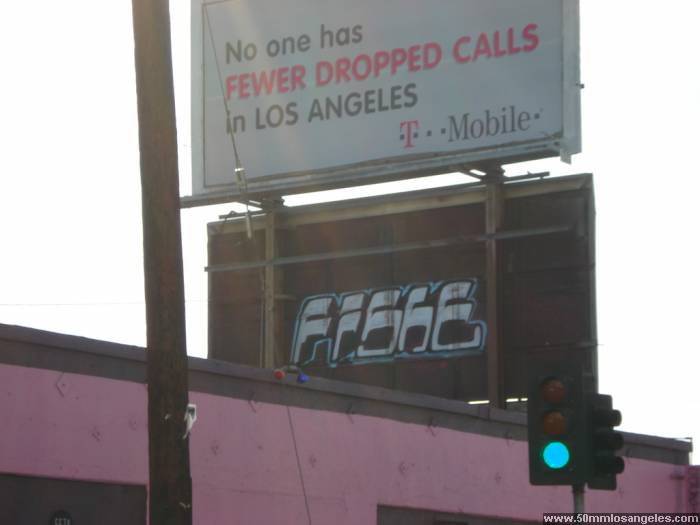 No one has
FEWER DROPPED CALLS
in LOS ANGELES
T··Mobile·
www.50mmlosangeles.com